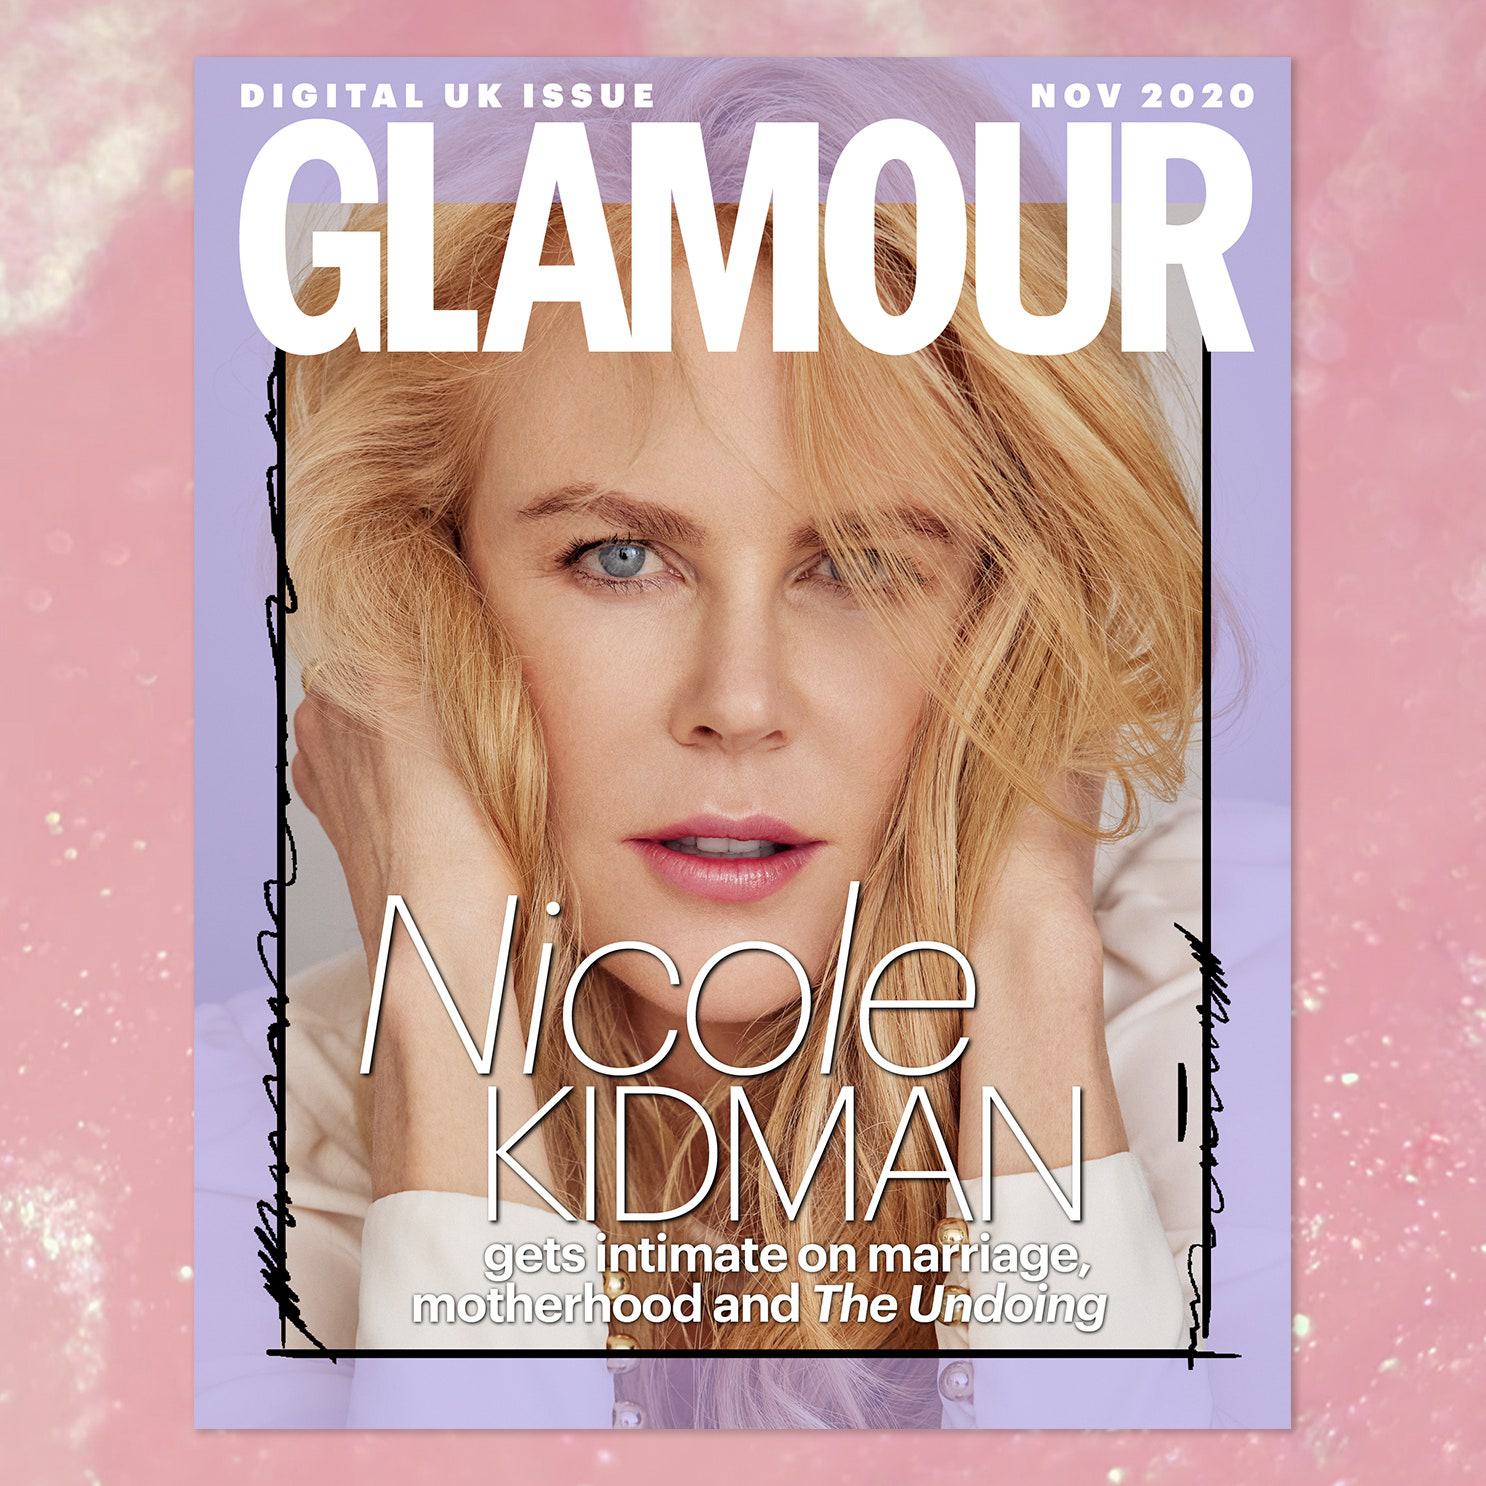 DIGITAL UK ISSUE NOV 2020
GLAMOUR
Nicole
KIDMAN
gets intimate on marriage,
motherhood and The Undoing